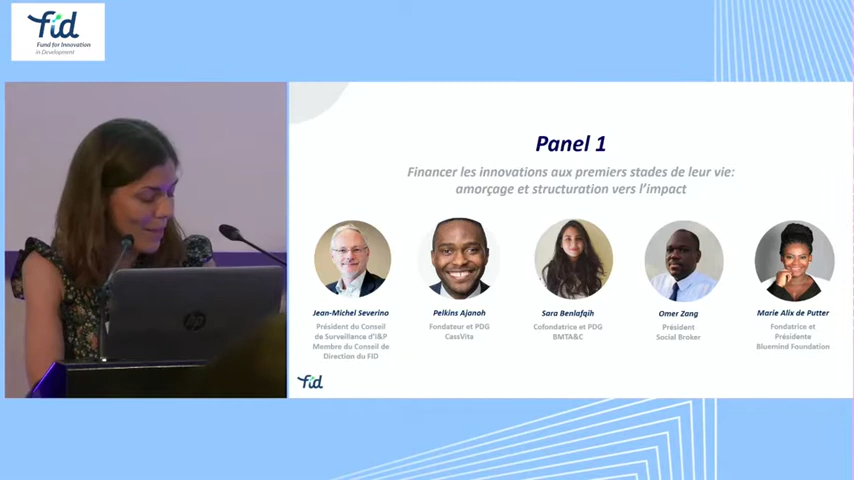 fid
Fund for Innovation
in Development
Panel 1
Financer les innovations aux premiers stades de leur vie:
amorçage et structuration vers l'impact
Jean-Michel Severino
Président du Conseil
de Surveillance d'I&P
Membre du Conseil de
Direction du FID
Pelkins Ajanoh
Fondateur et PDG
CassVita
Sara Benlafqih
Cofondatrice et PDG
BMTA&C
Omer Zang
Président
Social Broker
Marie Alix de Putter
Fondatrice et
Présidente
Bluemind Foundation
fid
hp